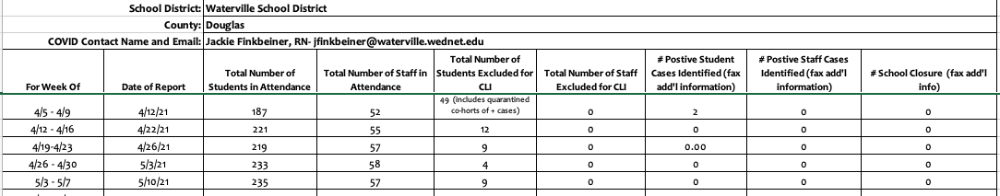 School District: Waterville School District
County: Douglas
COVID Contact Name and Email: Jackie Finkbeiner, RN- jfinkbeiner@waterville.wednet.edu
For Week Of Date of Report Total Number of Students in Attendance Total Number of Staff in Attendance Total Number of Students Excluded for CLI Total Number of Staff Excluded for CLI # Postive Student Cases Identified (fax add'l information) # Postive Staff Cases Identified (fax add'l information) # School Closure (fax add'l info)
4/5 - 4/9 4/12/21 187 52 49 (includes quarantined co-horts of + cases) 0 2 0 0
4/12 - 4/16 4/22/21 221 55 12 0 0 0 0
4/19-4/23 4/26/21 219 57 9 0 0.00 0 0
4/26 - 4/30 5/3/21 233 58 4 0 0 0 0
5/3 - 5/7 5/10/21 235 57 9 0 0 0 0